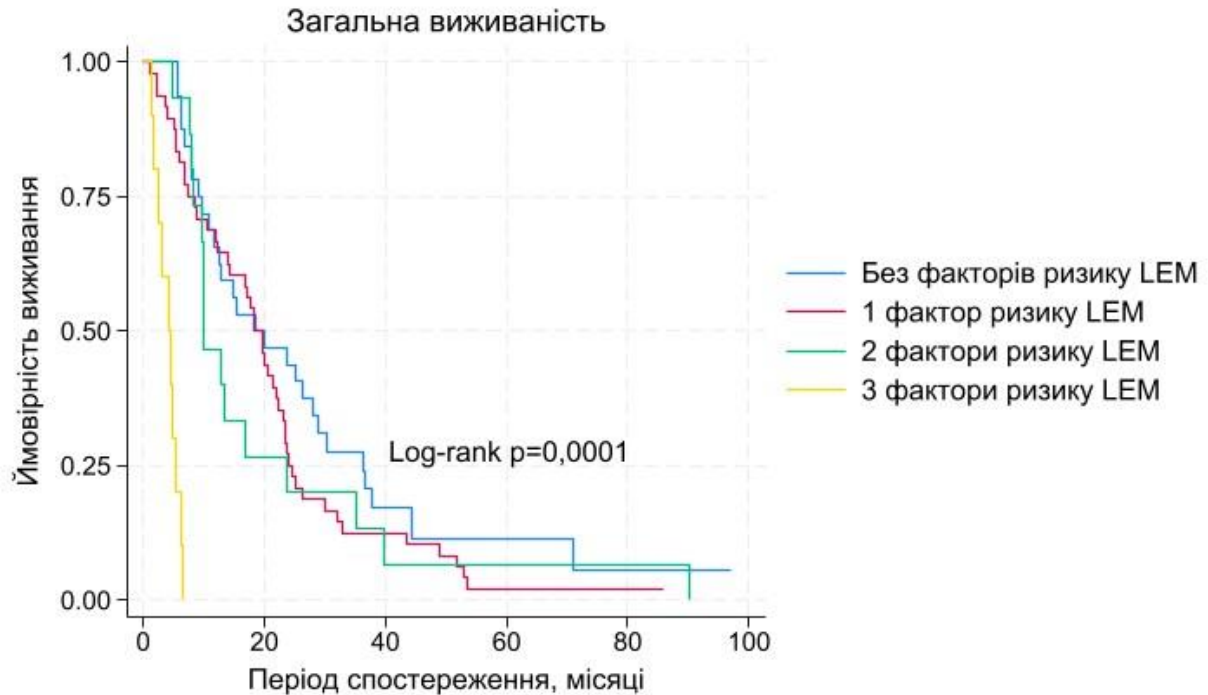 Загальна виживаність
Ймовірність виживання
1.00
0.75
0.50
0.25
0.00
Log-rank p=0,0001
0 20 40 60 80 100
Період спостереження, місяці
Без факторів ризику LEM
1 фактор ризику LEM
2 фактори ризику LEM
3 фактори ризику LEM